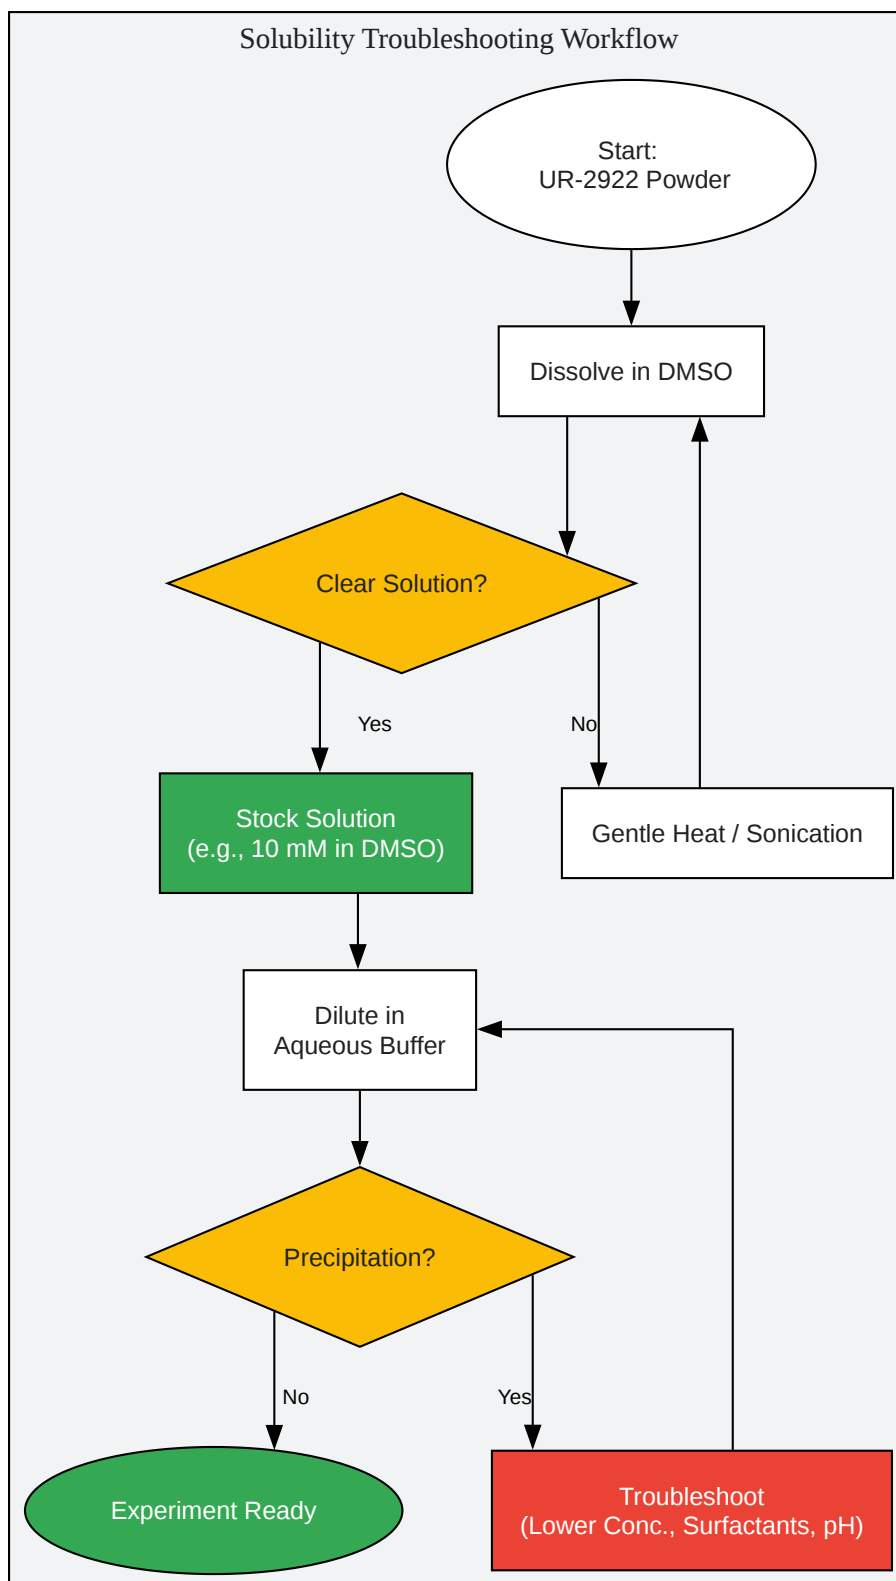 Solubility Troubleshooting Workflow
Start:
UR-2922 Powder
Dissolve in DMSO
Clear Solution?
Yes
No
Stock Solution
(e.g., 10 mM in DMSO)
Gentle Heat / Sonication
Dilute in
Aqueous Buffer
Precipitation?
No
Yes
Experiment Ready
Troubleshoot
(Lower Conc., Surfactants, pH)